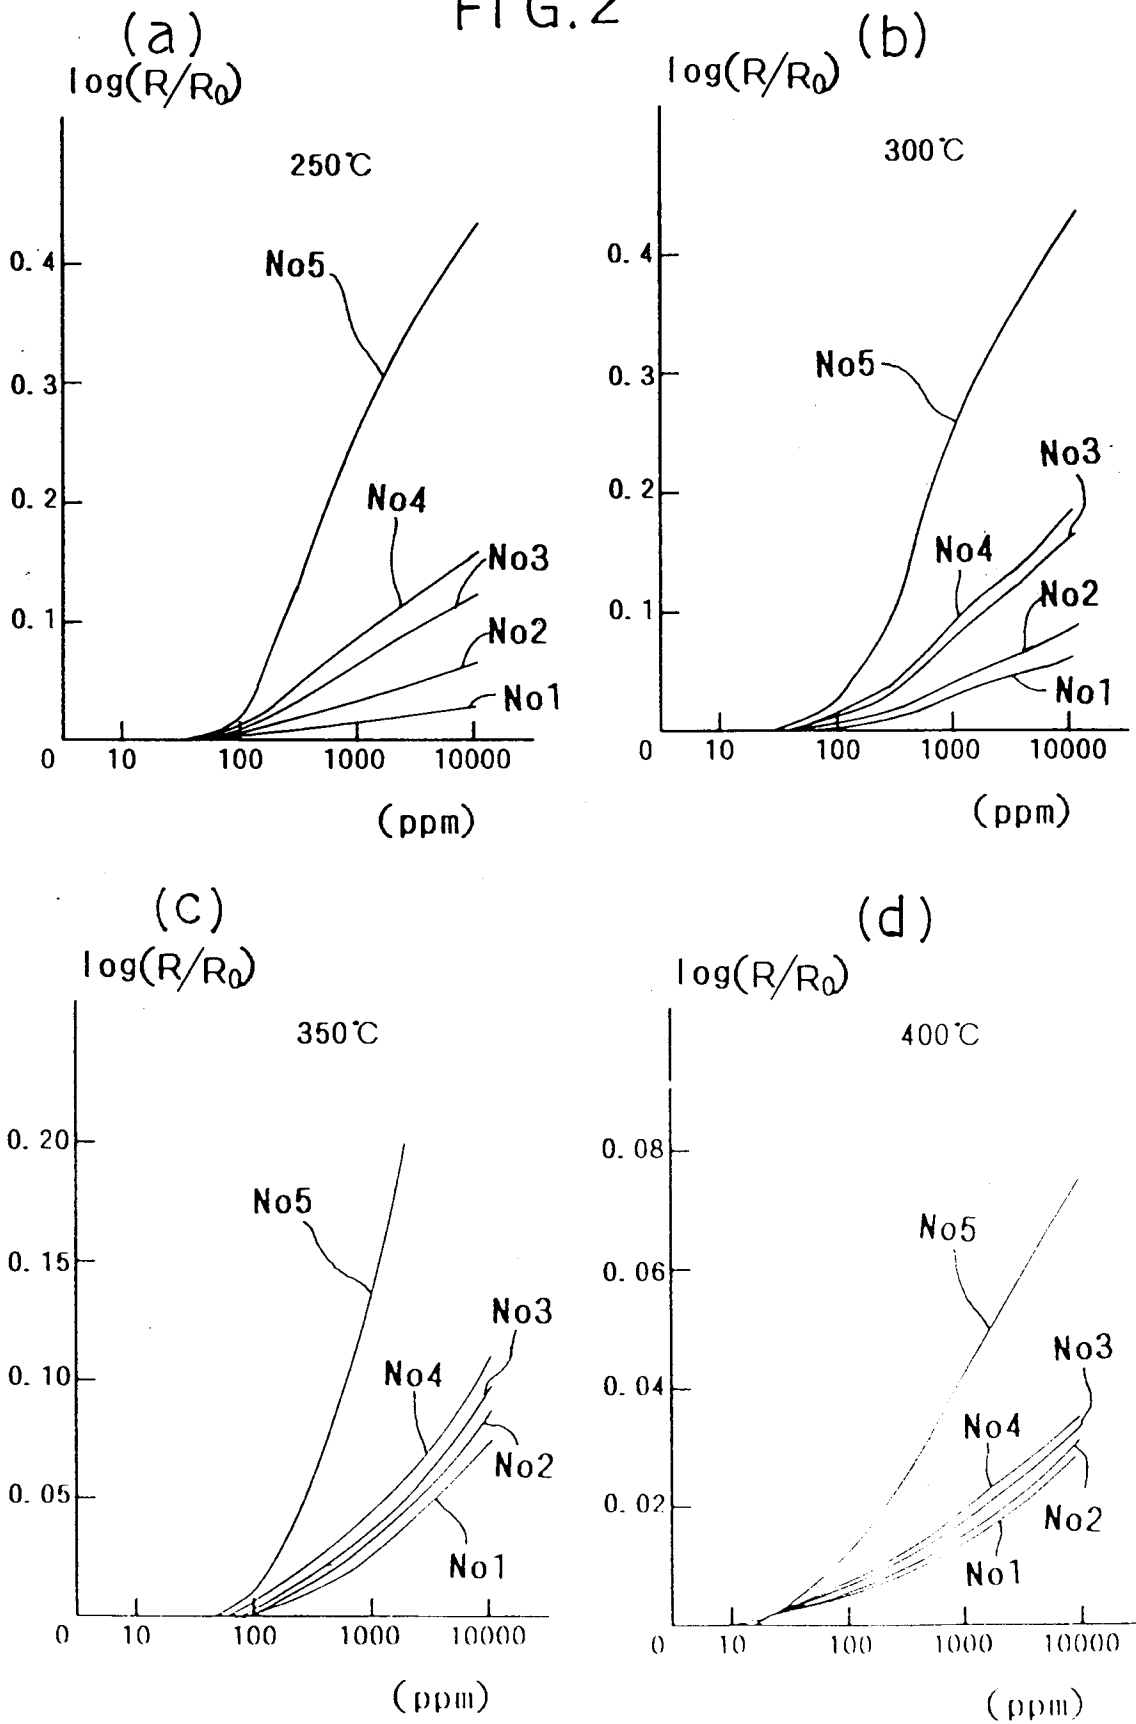 FIG.2
(a)
log(R/R0)
250℃
0.4
0.3
0.2
0.1
No5
No4
No3
No2
No1
0 10 100 1000 10000
(ppm)
(b)
log(R/R0)
300℃
0.4
0.3
0.2
0.1
No5
No3
No4
No2
No1
0 10 100 1000 10000
(ppm)
(c)
log(R/R0)
350℃
0.20
0.15
0.10
0.05
No5
No3
No4
No2
No1
0 10 100 1000 10000
(ppm)
(d)
log(R/R0)
400℃
0.08
0.06
0.04
0.02
No5
No3
No4
No2
No1
0 10 100 1000 10000
(ppm)